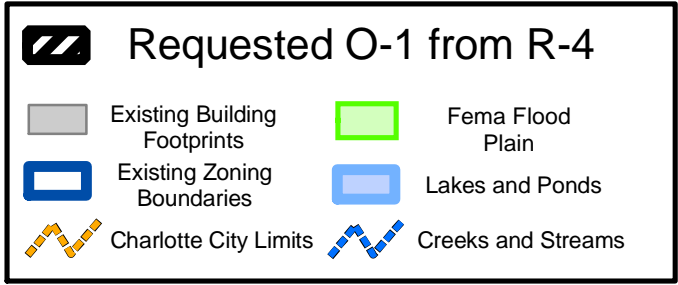 Requested O-1 from R-4
Existing Building
Footprints
Fema Flood
Plain
Existing Zoning
Boundaries
Lakes and Ponds
Charlotte City Limits
Creeks and Streams